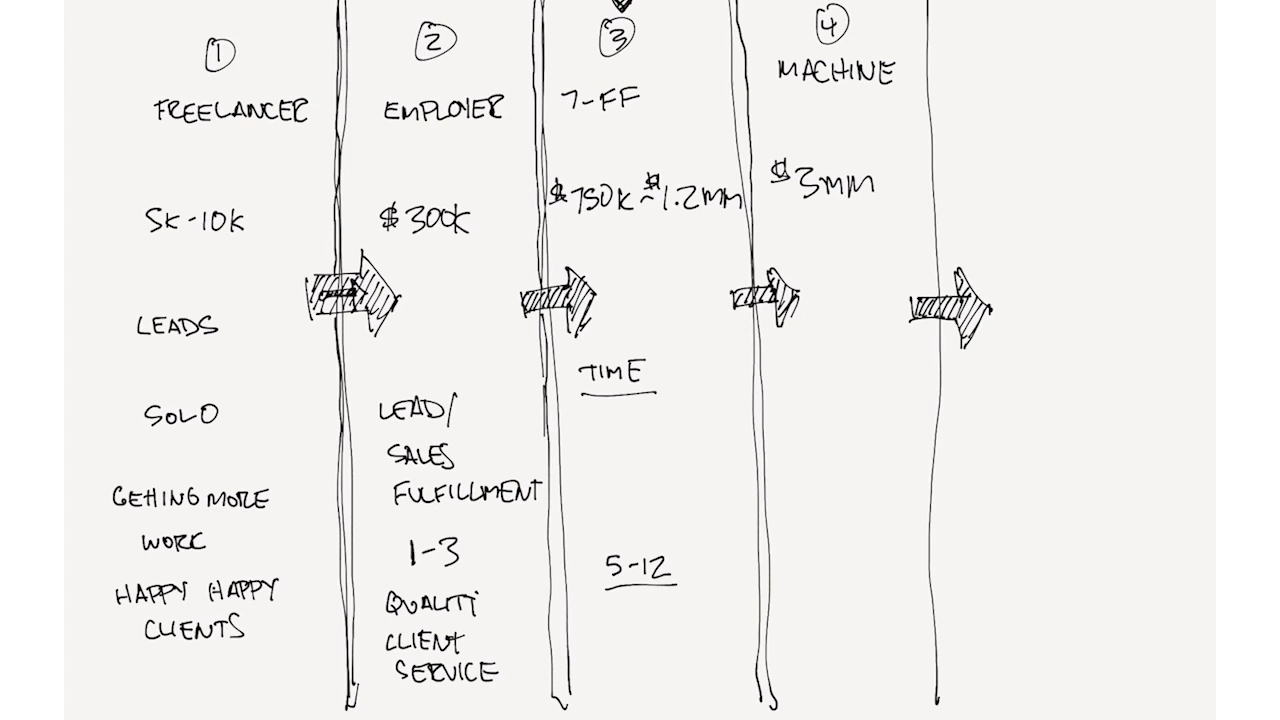 1
FREELANCER
5K-10K
LEADS
SOLO
GETTING MORE
WORK
HAPPY HAPPY
CLIENTS
2
EMPLOYER
$300K
LEAD/
SALES
FULFILLMENT
1-3
QUALITY
CLIENT
SERVICE
3
7-FF
$750K ~ $1.2MM
TIME
5-12
4
MACHINE
$3MM